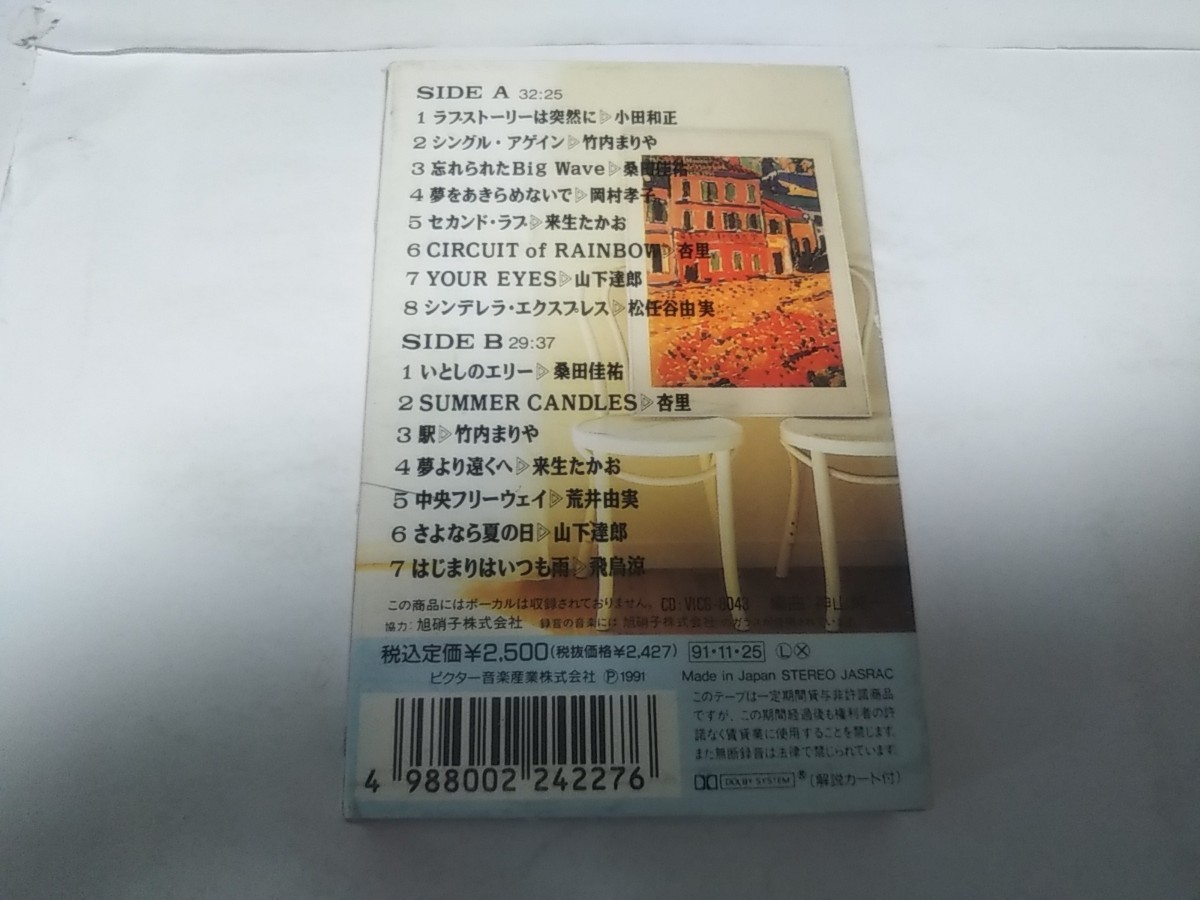 SIDE A 32:25
1 ラブストーリーは突然に▷小田和正
2 シングル・アゲイン▷竹内まりや
3 忘れられたBig Wave▷桑田佳祐
4 夢をあきらめないで▷岡村孝子
5 セカンド・ラブ▷来生たかお
6 CIRCUIT of RAINBOW▷杏里
7 YOUR EYES▷山下達郎
8 シンデレラ・エクスプレス▷松任谷由実
SIDE B 29:37
1 いとしのエリー▷桑田佳祐
2 SUMMER CANDLES▷杏里
3 駅▷竹内まりや
4 夢より遠くへ▷来生たかお
5 中央フリーウェイ▷荒井由実
6 さよなら夏の日▷山下達郎
7 はじまりはいつも雨▷飛鳥涼
この商品にはボーカルは収録されておりません。 CD:VICG-8043
協力:旭硝子株式会社 録音の音楽には 旭硝子株式会社
税込定価¥2,500(税抜価格¥2,427) 91・11・25 Ⓛ Ⓧ
ビクター音楽産業株式会社 Ⓟ1991 Made in Japan STEREO JASRAC
このテープは一定期間貸与非許諾商品
ですが、この期間経過後も権利者の許
諾なく賃貸業に使用することを禁じます。
また無断録音は法律で禁じられています。
DOLBY SYSTEM® (解説カード付)
4 988002 242276